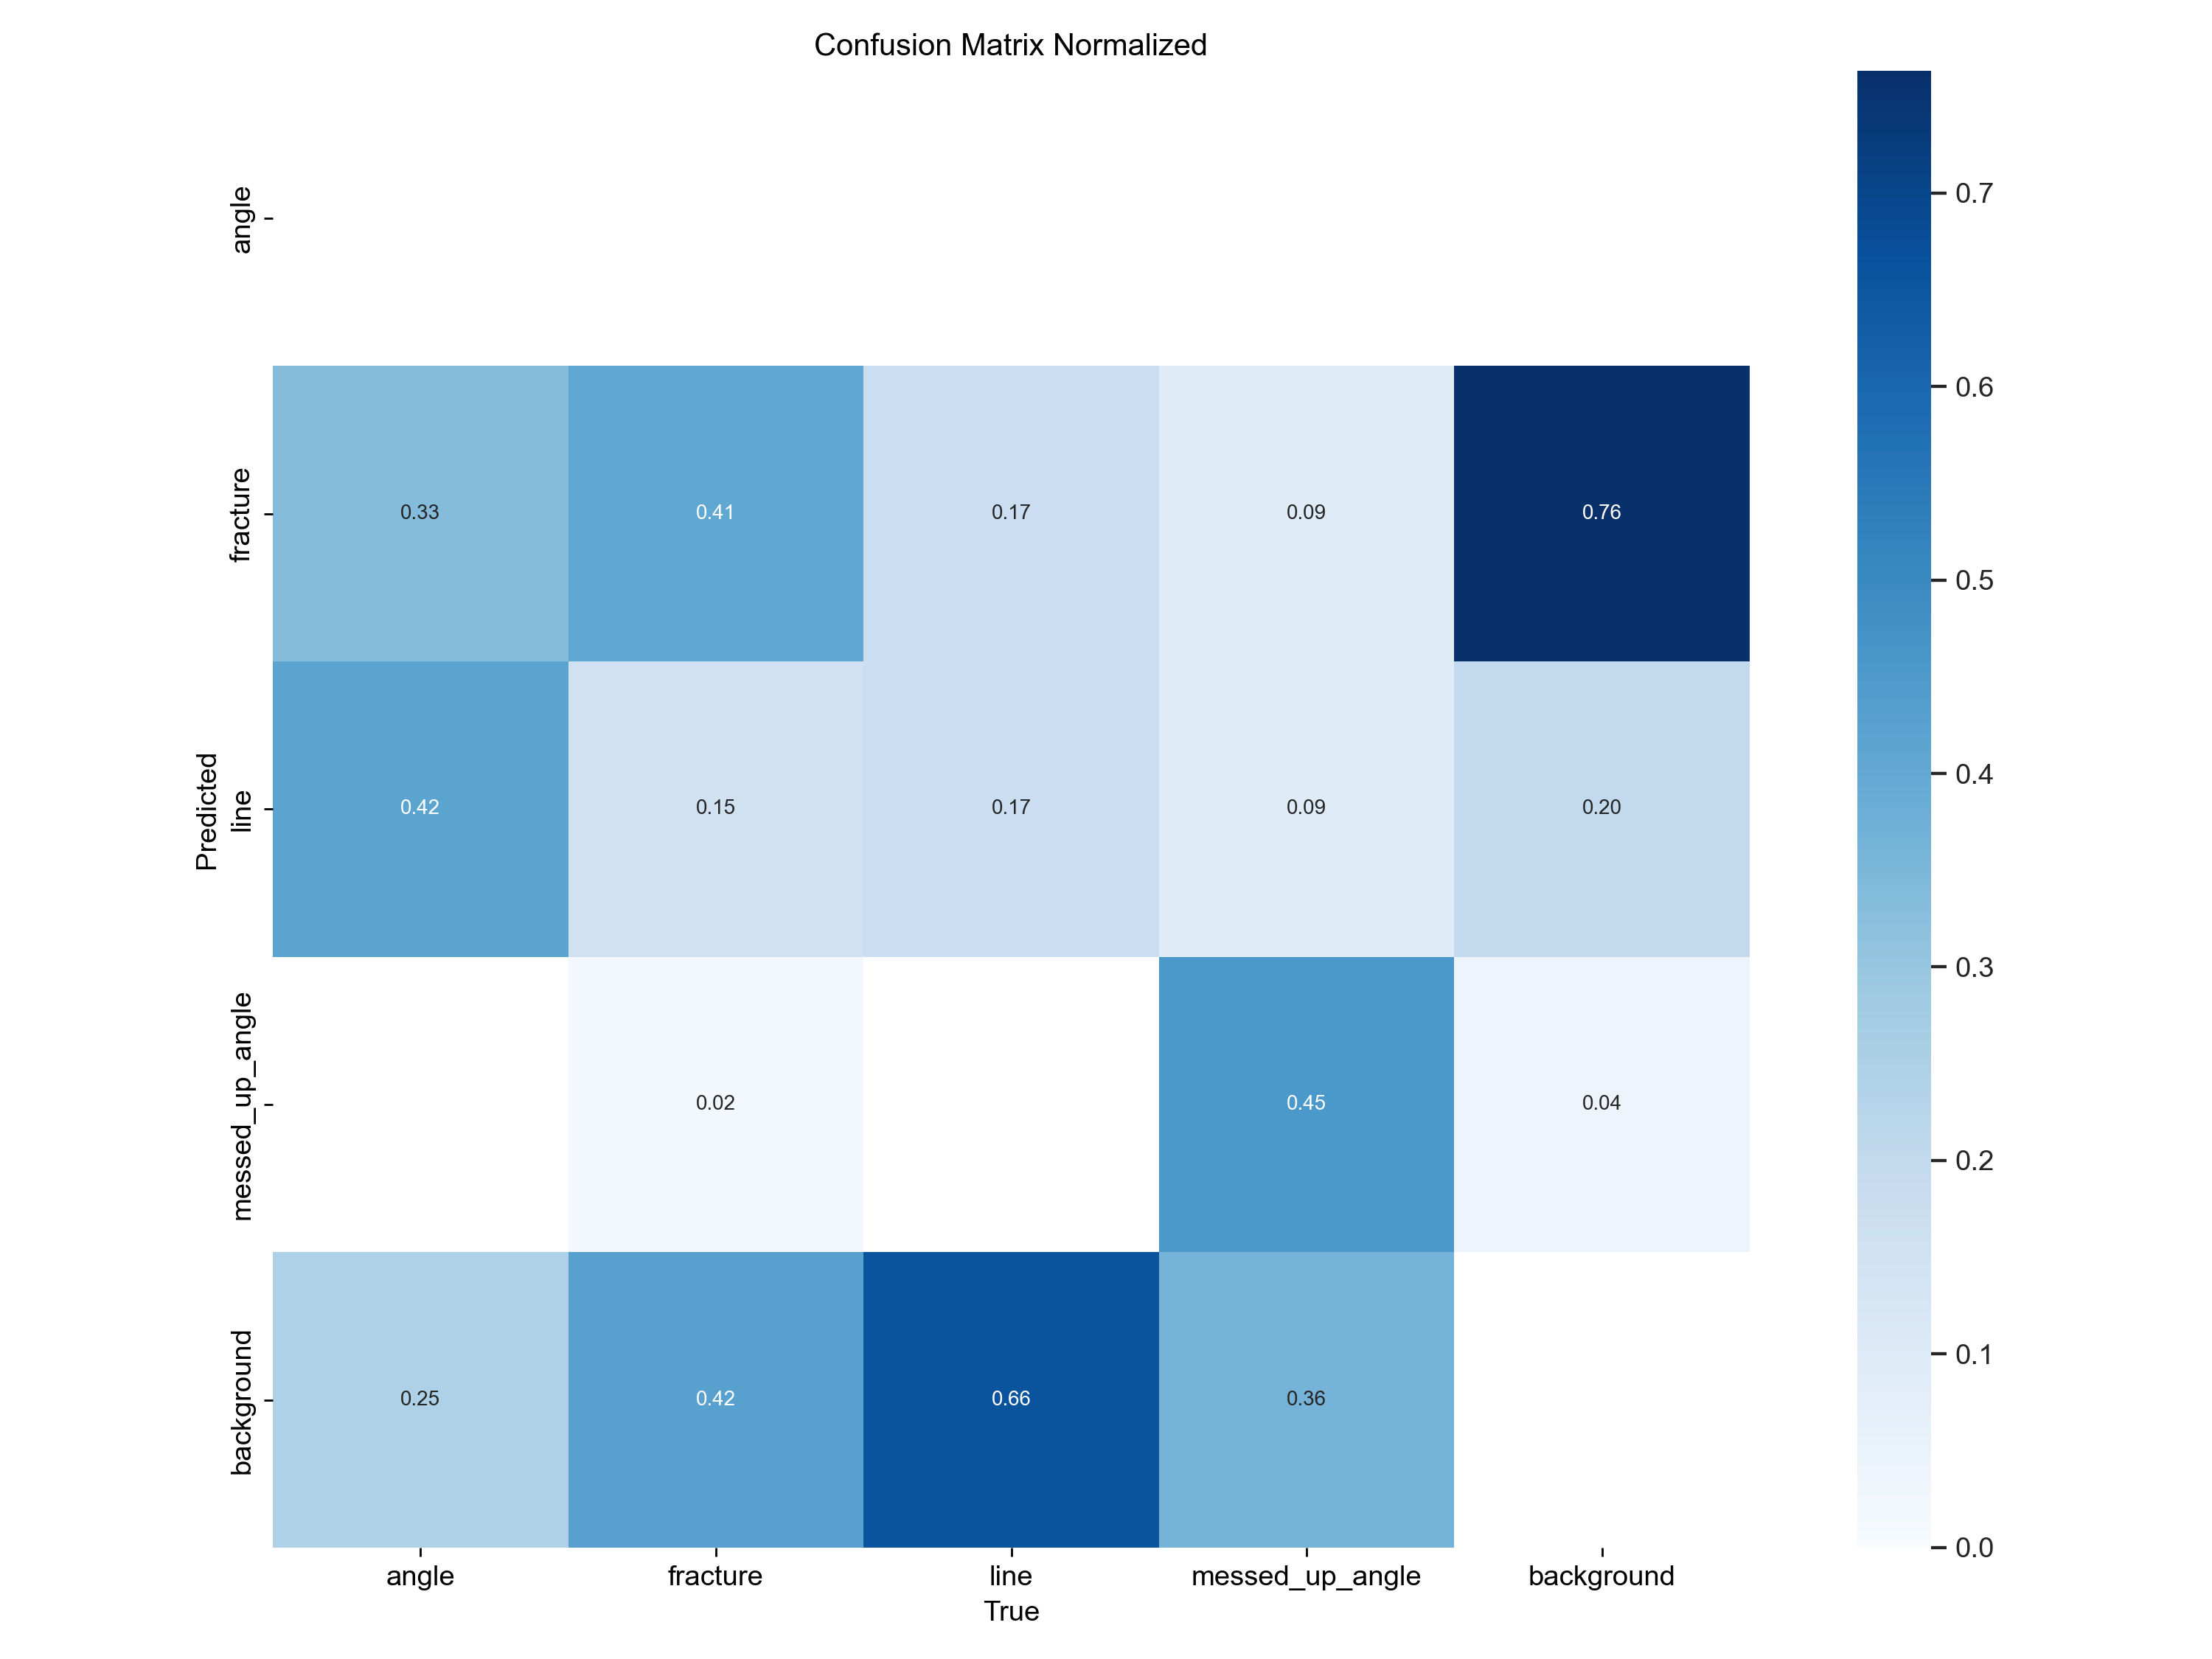 Confusion Matrix Normalized
angle
fracture
line
messed_up_angle
background
Predicted
0.33 0.41 0.17 0.09 0.76
0.42 0.15 0.17 0.09 0.20
0.02 0.45 0.04
0.25 0.42 0.66 0.36
angle fracture line messed_up_angle background
True
0.7
0.6
0.5
0.4
0.3
0.2
0.1
0.0